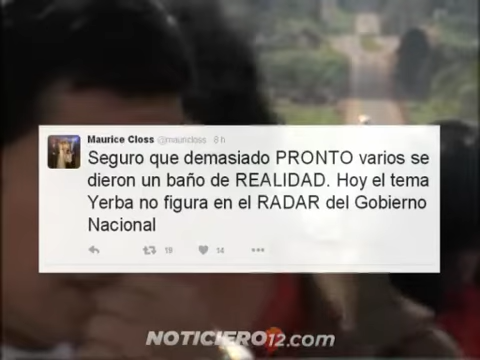 Maurice Closs @mauricloss · 6 h
Seguro que demasiado PRONTO varios se
dieron un baño de REALIDAD. Hoy el tema
Yerba no figura en el RADAR del Gobierno
Nacional
19 14
NOTICIERO12.com